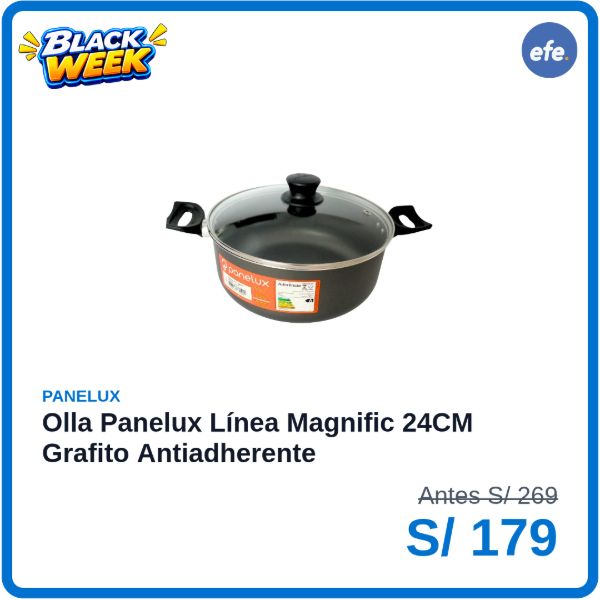 BLACK
WEEK
efe.
panelux
PANELUX
Olla Panelux Línea Magnific 24CM
Grafito Antiadherente
Antes S/ 269
S/ 179